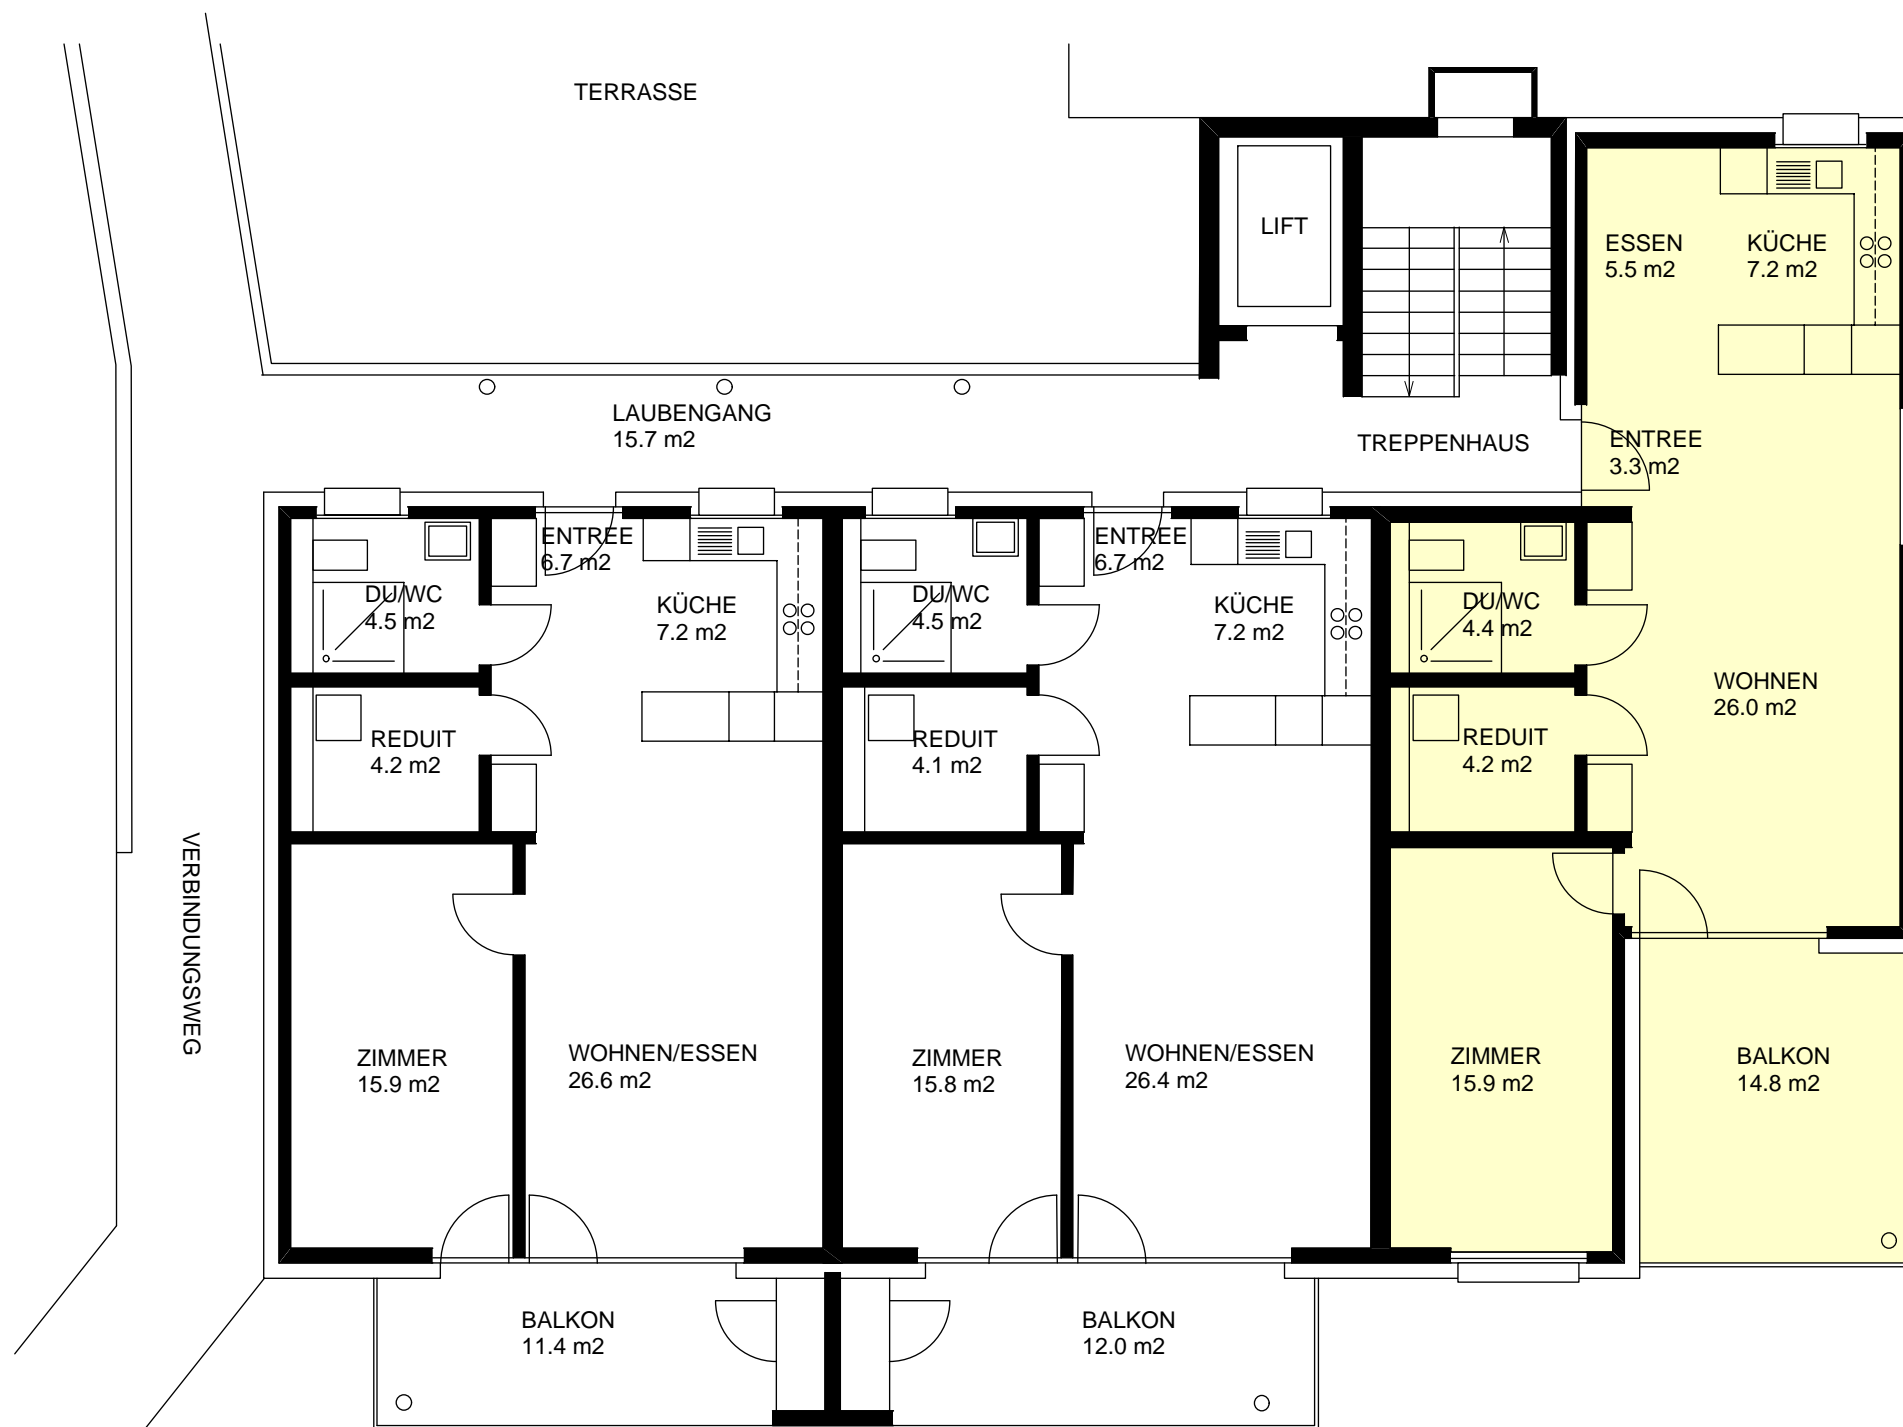 TERRASSE
LIFT
ESSEN
5.5 m2
KÜCHE
7.2 m2
LAUBENGANG
15.7 m2
TREPPENHAUS
ENTREE
3.3 m2
ENTREE
6.7 m2
DU/WC
4.5 m2
KÜCHE
7.2 m2
ENTREE
6.7 m2
DU/WC
4.5 m2
KÜCHE
7.2 m2
DU/WC
4.4 m2
WOHNEN
26.0 m2
REDUIT
4.2 m2
REDUIT
4.1 m2
REDUIT
4.2 m2
VERBINDUNGSWEG
ZIMMER
15.9 m2
WOHNEN/ESSEN
26.6 m2
ZIMMER
15.8 m2
WOHNEN/ESSEN
26.4 m2
ZIMMER
15.9 m2
BALKON
14.8 m2
BALKON
11.4 m2
BALKON
12.0 m2